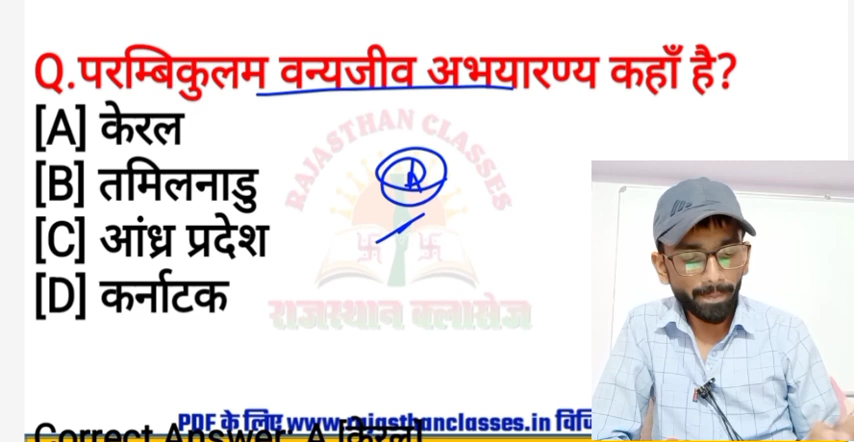 Q.परम्बिकुलम वन्यजीव अभयारण्य कहाँ है?
[A] केरल
RAJASTHAN CLASSES
A
[B] तमिलनाडु
[C] आंध्र प्रदेश
[D] कर्नाटक
राजस्थान क्लासेज
PDF के लिए www.rajasthanclasses.in
Correct Answer: A [केरल]